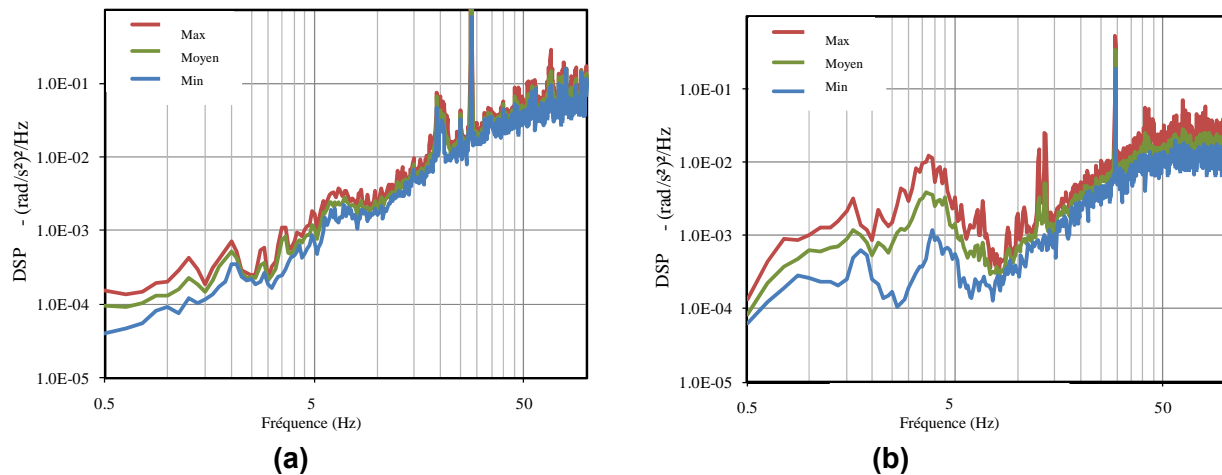 Max
Moyen
Min
1.0E-01
1.0E-02
1.0E-03
1.0E-04
1.0E-05
DSP - (rad/s²)²/Hz
0.5
5
50
Fréquence (Hz)
(a)
Max
Moyen
Min
1.0E-01
1.0E-02
1.0E-03
1.0E-04
1.0E-05
DSP - (rad/s²)²/Hz
0.5
5
50
Fréquence (Hz)
(b)